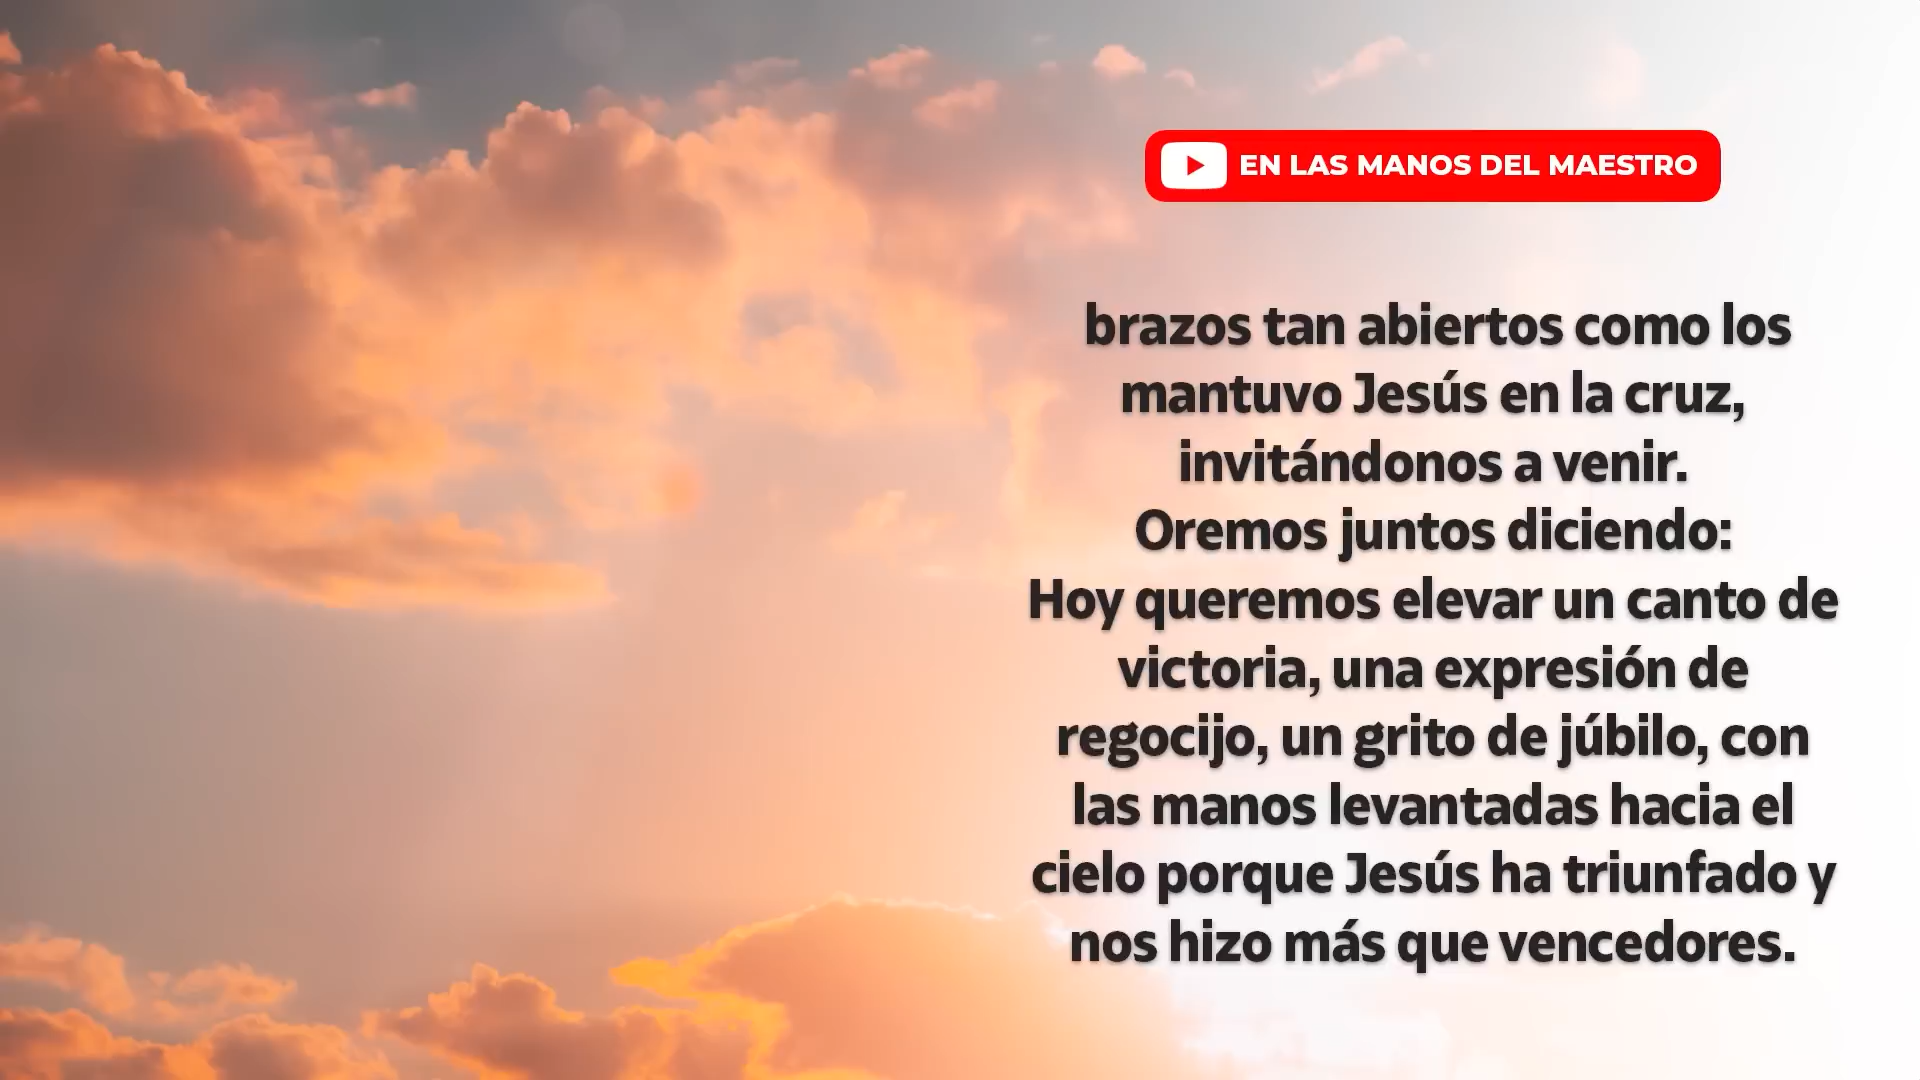 EN LAS MANOS DEL MAESTRO
brazos tan abiertos como los
mantuvo Jesús en la cruz,
invitándonos a venir.
Oremos juntos diciendo:
Hoy queremos elevar un canto de
victoria, una expresión de
regocijo, un grito de júbilo, con
las manos levantadas hacia el
cielo porque Jesús ha triunfado y
nos hizo más que vencedores.